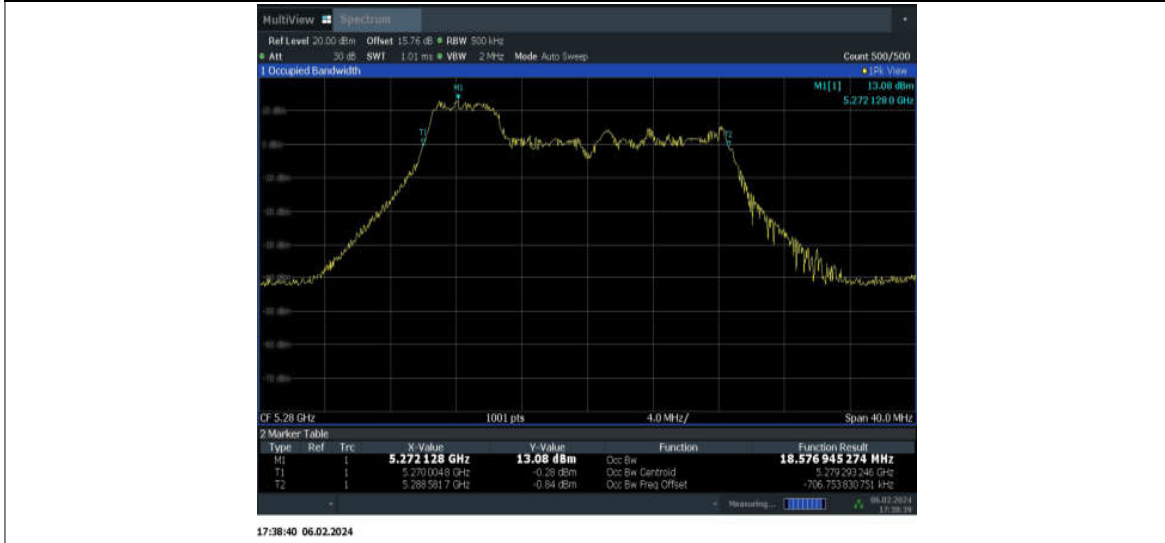 MultiView Spectrum
Ref Level 20.00 dBm Offset 15.76 dB RBW 500 kHz
Att 30 dB SWT 1.01 ms VBW 2 MHz Mode Auto Sweep Count 500/500
1 Occupied Bandwidth 1Pk View
M1[1] 13.08 dBm
5.272 128 0 GHz
M1
T1
T2
CF 5.28 GHz 1001 pts 4.0 MHz/ Span 40.0 MHz
2 Marker Table
Type Ref Trc X-Value Y-Value Function Function Result
M1 1 5.272 128 GHz 13.08 dBm Occ Bw 18.576 945 274 MHz
T1 1 5.270 004 8 GHz -0.28 dBm Occ Bw Centroid 5.279 293 246 GHz
T2 1 5.288 581 7 GHz -0.84 dBm Occ Bw Freq Offset -706.753 830 751 kHz
Measuring... 06.02.2024
17:38:39
17:38:40 06.02.2024